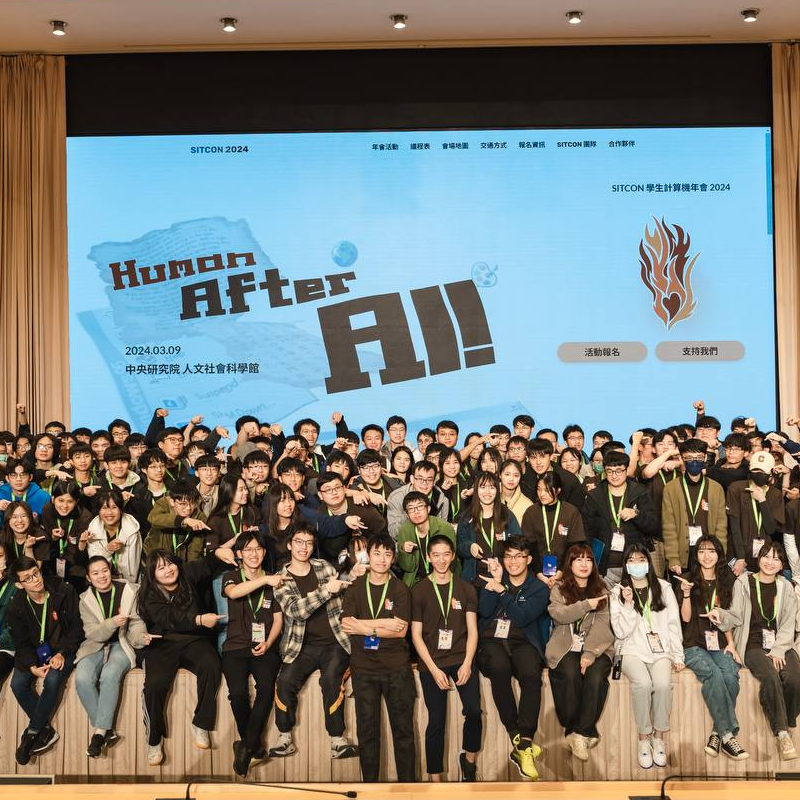 SITCON 2024
年會活動 議程表 會場地圖 交通方式 報名資訊 SITCON 團隊 合作夥伴
SITCON 學生計算機年會 2024
Human
After
All!
2024.03.09
中央研究院 人文社會科學館
活動報名 支持我們